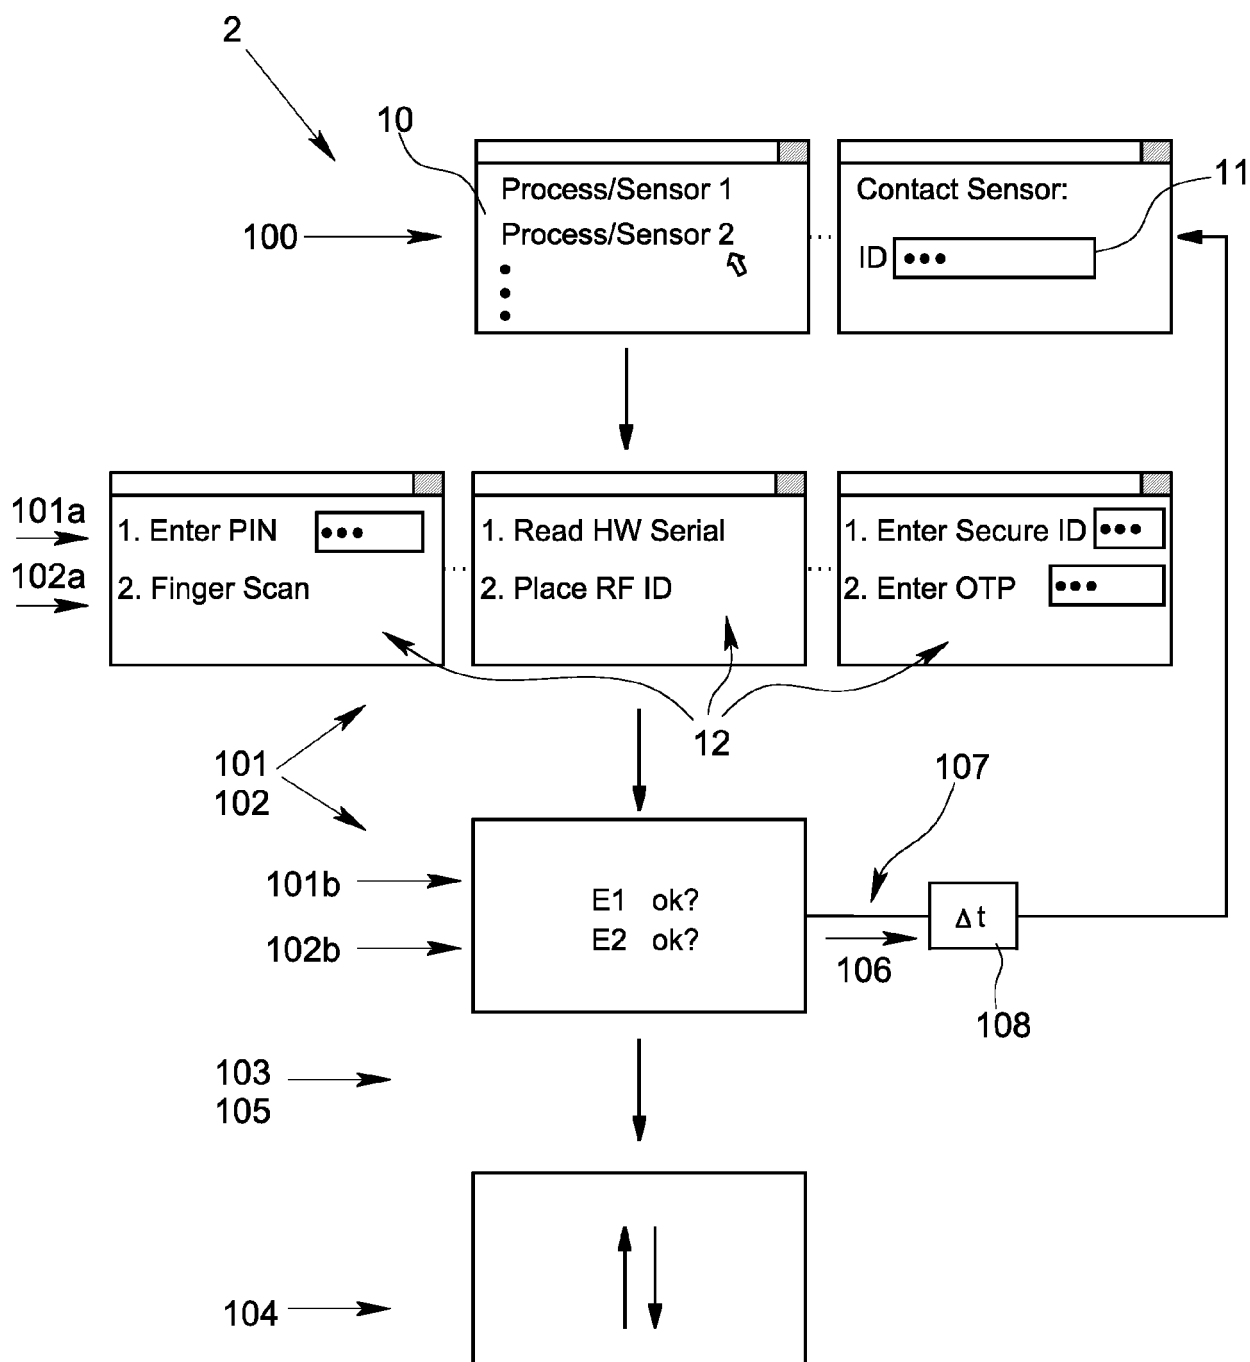 2
10
Process/Sensor 1
Process/Sensor 2
Contact Sensor:
ID
11
100
101a
102a
1. Enter PIN
2. Finger Scan
1. Read HW Serial
2. Place RF ID
1. Enter Secure ID
2. Enter OTP
12
101
102
107
101b
102b
E1 ok?
E2 ok?
Δt
106
108
103
105
104